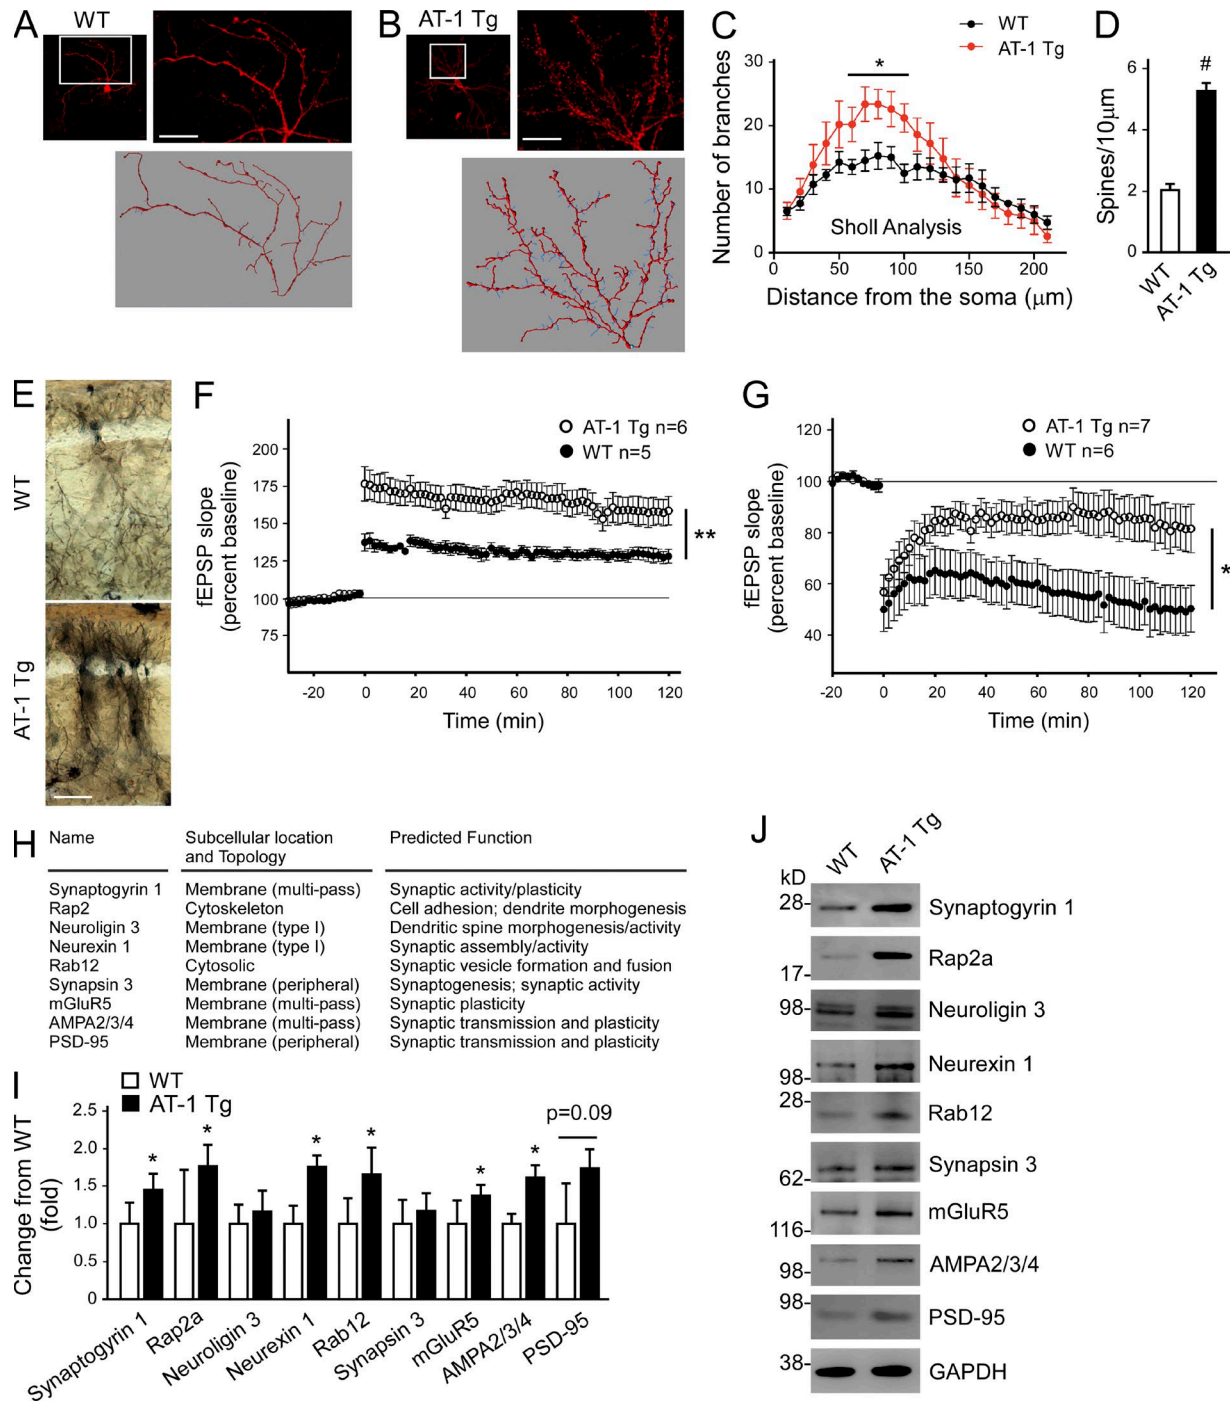 A
WT
B
AT-1 Tg
C
WT
AT-1 Tg
Number of branches
30
20
10
0
*
Sholl Analysis
0
50
100
150
200
Distance from the soma (μm)
D
Spines/10μm
6
4
2
0
#
WT
AT-1 Tg
E
WT
AT-1 Tg
F
AT-1 Tg n=6
WT n=5
fEPSP slope
(percent baseline)
200
175
150
125
100
75
**
-20
0
20
40
60
80
100
120
Time (min)
G
AT-1 Tg n=7
WT n=6
fEPSP slope
(percent baseline)
120
100
80
60
40
*
-20
0
20
40
60
80
100
120
Time (min)
H
Name
Subcellular location
and Topology
Predicted Function
Synaptogyrin 1 Membrane (multi-pass) Synaptic activity/plasticity
Rap2 Cytoskeleton Cell adhesion; dendrite morphogenesis
Neuroligin 3 Membrane (type I) Dendritic spine morphogenesis/activity
Neurexin 1 Membrane (type I) Synaptic assembly/activity
Rab12 Cytosolic Synaptic vesicle formation and fusion
Synapsin 3 Membrane (peripheral) Synaptogenesis; synaptic activity
mGluR5 Membrane (multi-pass) Synaptic plasticity
AMPA2/3/4 Membrane (multi-pass) Synaptic transmission and plasticity
PSD-95 Membrane (peripheral) Synaptic transmission and plasticity
I
WT
AT-1 Tg
Change from WT
(fold)
2.5
2.0
1.5
1.0
0.5
0
* * * * * *
p=0.09
Synaptogyrin 1
Rap2a
Neuroligin 3
Neurexin 1
Rab12
Synapsin 3
mGluR5
AMPA2/3/4
PSD-95
J
WT
AT-1 Tg
kD
28
Synaptogyrin 1
Rap2a
17
98
Neuroligin 3
Neurexin 1
98
28
Rab12
Synapsin 3
62
mGluR5
116
AMPA2/3/4
98
98
PSD-95
38
GAPDH